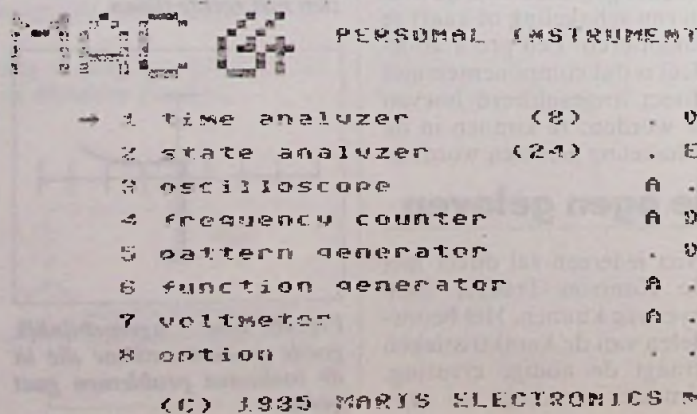 64 PERSONAL INSTRUMENT
→ 1 time analyzer (8) D
2 state analyzer (24) .
3 oscilloscope A .
4 frequency counter A D
5 pattern generator D
6 function generator A .
7 voltmeter A .
8 option . .
(C) 1985 MARIS ELECTRONICS